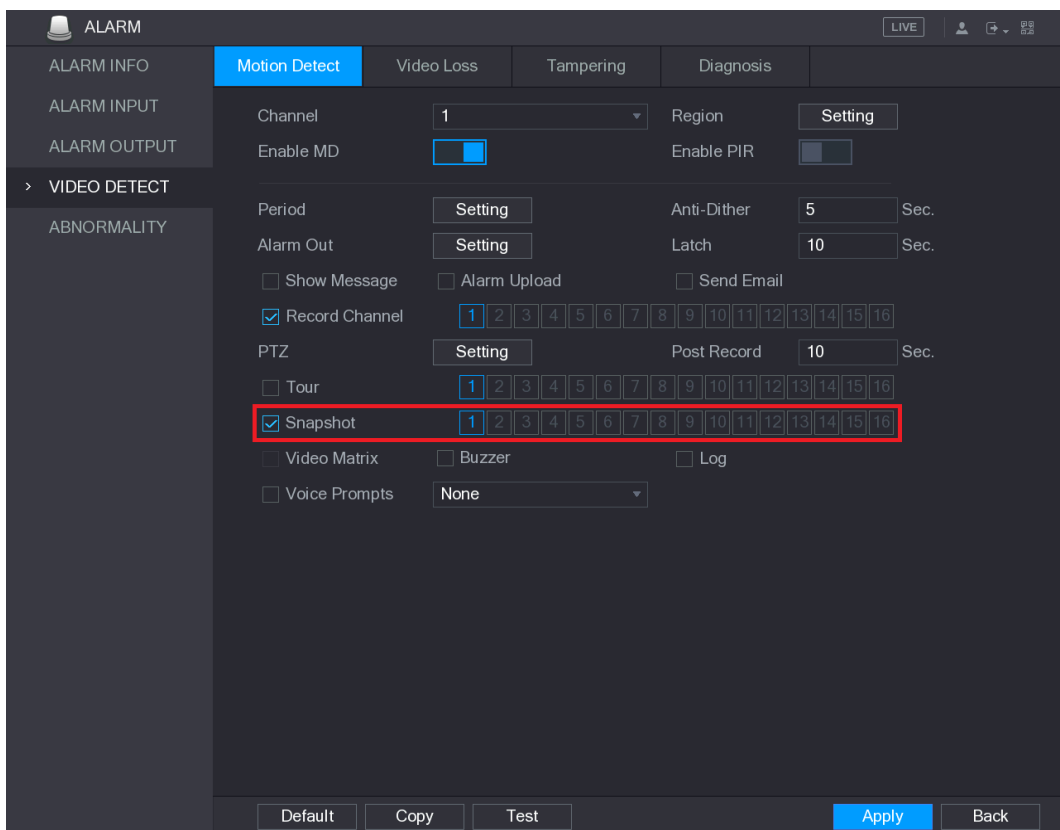 ALARM LIVE
ALARM INFO Motion Detect Video Loss Tampering Diagnosis
ALARM INPUT
ALARM OUTPUT
> VIDEO DETECT
ABNORMALITY
Channel 1 Region Setting
Enable MD Enable PIR
Period Setting Anti-Dither 5 Sec.
Alarm Out Setting Latch 10 Sec.
Show Message Alarm Upload Send Email
Record Channel 1 2 3 4 5 6 7 8 9 10 11 12 13 14 15 16
PTZ Setting Post Record 10 Sec.
Tour 1 2 3 4 5 6 7 8 9 10 11 12 13 14 15 16
Snapshot 1 2 3 4 5 6 7 8 9 10 11 12 13 14 15 16
Video Matrix Buzzer Log
Voice Prompts None
Default Copy Test Apply Back